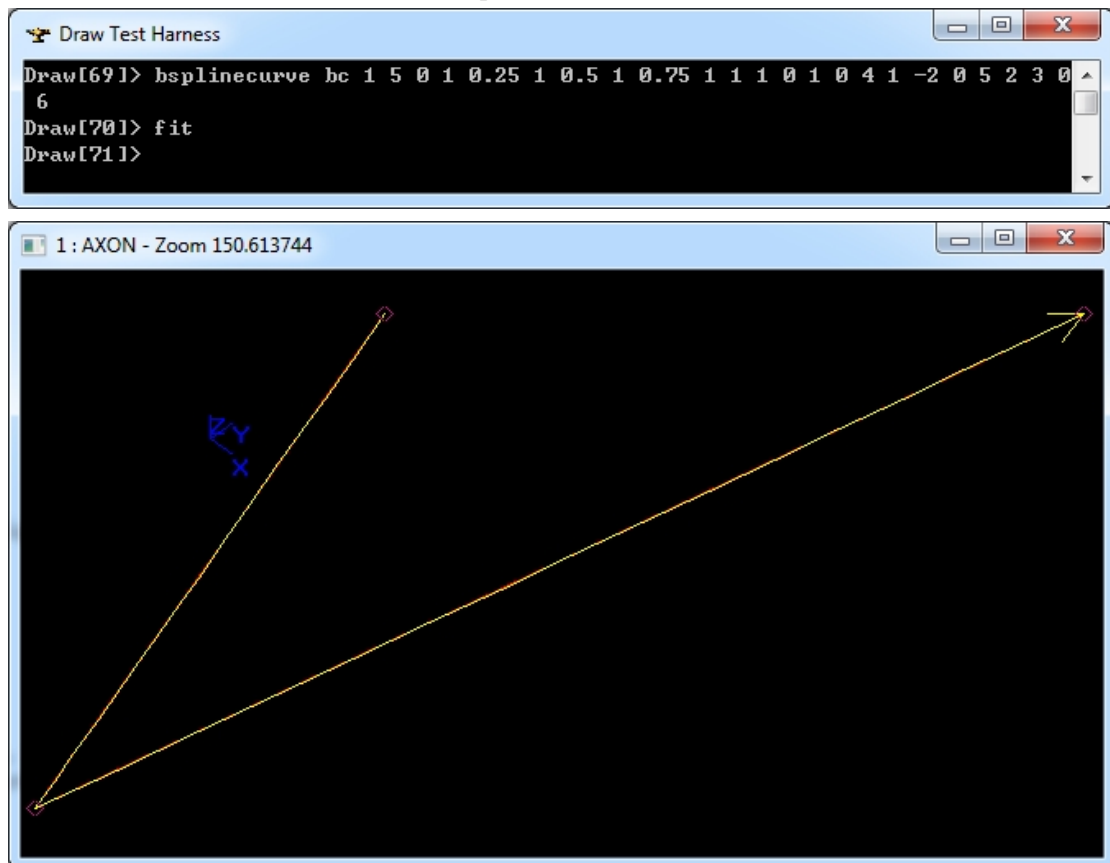 Draw Test Harness
Draw[69]> bsplinecurve bc 1 5 0 1 0.25 1 0.5 1 0.75 1 1 1 0 1 0 4 1 -2 0 5 2 3 0
6
Draw[70]> fit
Draw[71]>
1 : AXON - Zoom 150.613744
Z
Y
X